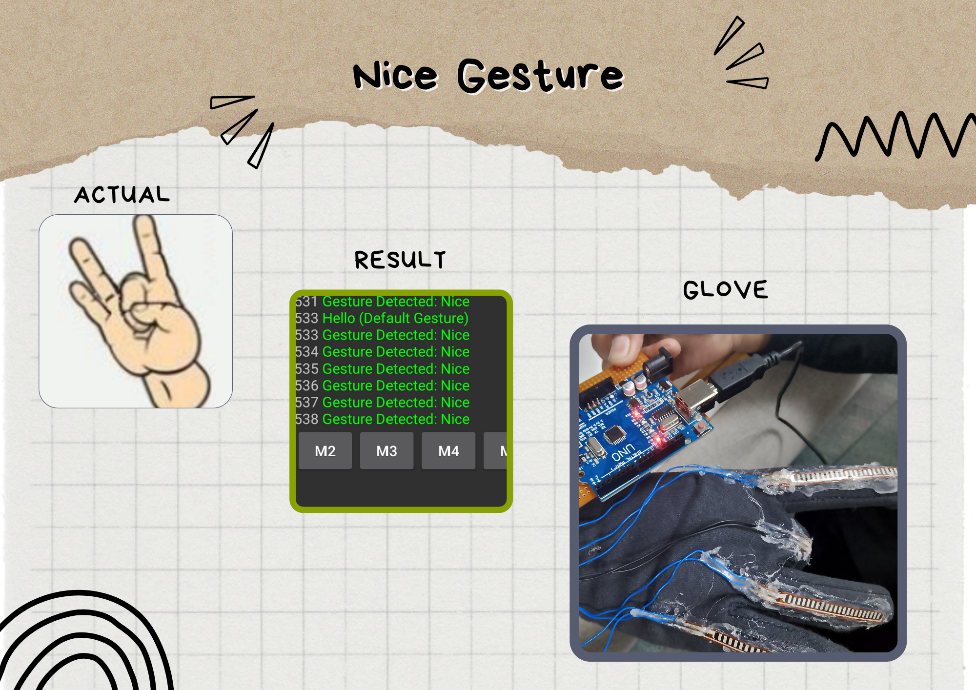 Nice Gesture
ACTUAL
RESULT
531 Gesture Detected: Nice
533 Hello (Default Gesture)
533 Gesture Detected: Nice
534 Gesture Detected: Nice
535 Gesture Detected: Nice
536 Gesture Detected: Nice
537 Gesture Detected: Nice
538 Gesture Detected: Nice
M2 M3 M4
GLOVE
UNO